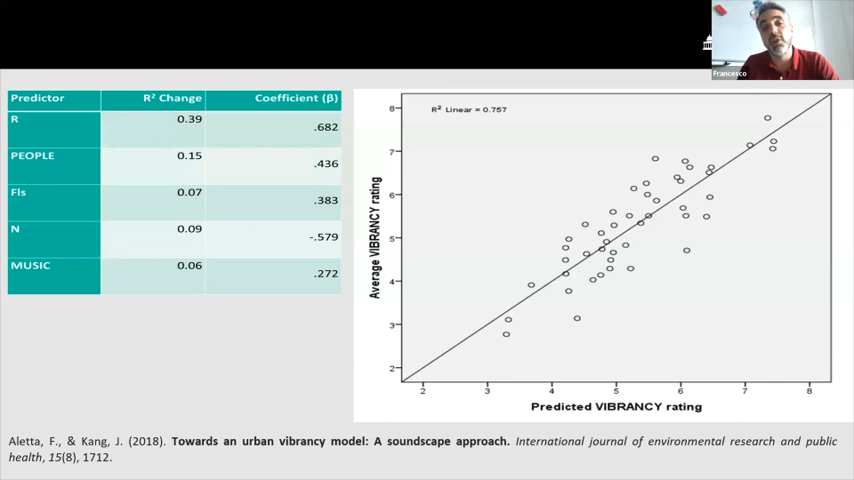 Francesco
Predictor R² Change Coefficient (β)
R 0.39 .682
PEOPLE 0.15 .436
Fls 0.07 .383
N 0.09 -.579
MUSIC 0.06 .272
R² Linear = 0.757
8
7
6
5
4
3
2
Average VIBRANCY rating
2 3 4 5 6 7 8
Predicted VIBRANCY rating
Aletta, F., & Kang, J. (2018). Towards an urban vibrancy model: A soundscape approach. International journal of environmental research and public
health, 15(8), 1712.